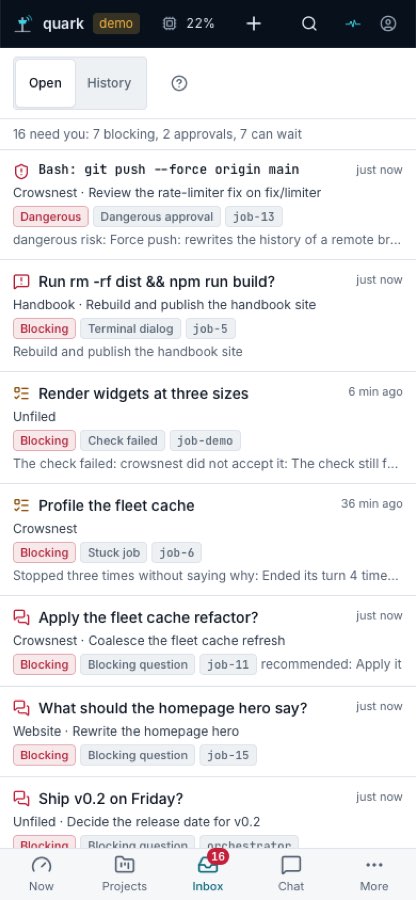 quark demo 22%
Open History
16 need you: 7 blocking, 2 approvals, 7 can wait
Bash: git push --force origin main just now
Crowsnest · Review the rate-limiter fix on fix/limiter
Dangerous Dangerous approval job-13
dangerous risk: Force push: rewrites the history of a remote br…
Run rm -rf dist && npm run build? just now
Handbook · Rebuild and publish the handbook site
Blocking Terminal dialog job-5
Rebuild and publish the handbook site
Render widgets at three sizes 6 min ago
Unfiled
Blocking Check failed job-demo
The check failed: crowsnest did not accept it: The check still f…
Profile the fleet cache 36 min ago
Crowsnest
Blocking Stuck job job-6
Stopped three times without saying why: Ended its turn 4 time…
Apply the fleet cache refactor? just now
Crowsnest · Coalesce the fleet cache refresh
Blocking Blocking question job-11 recommended: Apply it
What should the homepage hero say? just now
Website · Rewrite the homepage hero
Blocking Blocking question job-15
Ship v0.2 on Friday? just now
Unfiled · Decide the release date for v0.2
Blocking Blocking question orchestrator
16
Now Projects Inbox Chat More